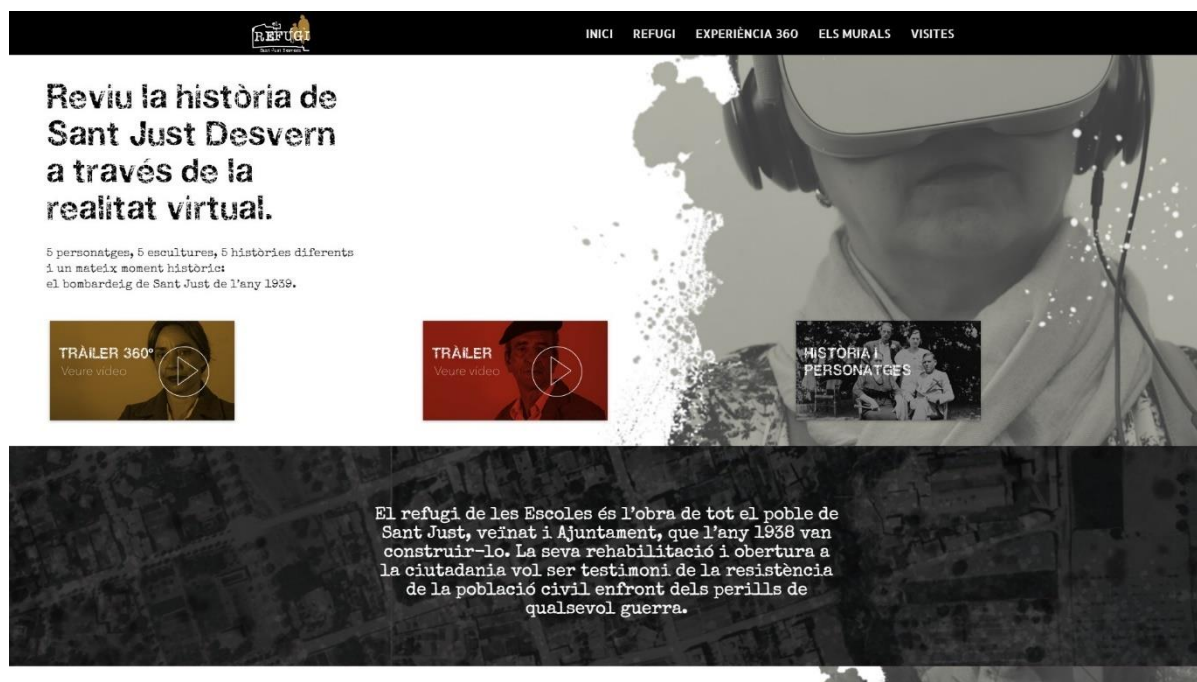 REFUGI
Sant Just Desvern
INICI REFUGI EXPERIÈNCIA 360 ELS MURALS VISITES
Reviu la història de
Sant Just Desvern
a través de la
realitat virtual.
5 personatges, 5 escultures, 5 històries diferents
i un mateix moment històric:
el bombardeig de Sant Just de l'any 1939.
TRÀILER 360º
Veure vídeo
TRÀILER
Veure vídeo
HISTÒRIA I
PERSONATGES
El refugi de les Escoles és l'obra de tot el poble de
Sant Just, veïnat i Ajuntament, que l'any 1938 van
construir-lo. La seva rehabilitació i obertura a
la ciutadania vol ser testimoni de la resistència
de la població civil enfront dels perills de
qualsevol guerra.